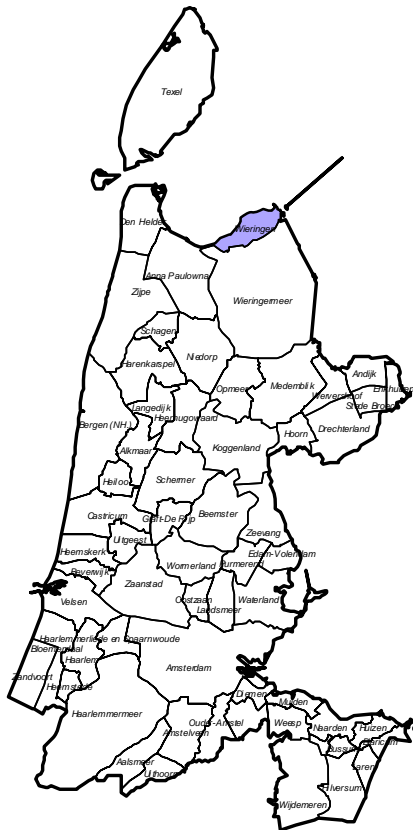 Texel
Den Helder
Wieringen
Anna Paulowna
Zijpe
Wieringermeer
Schagen
Niedorp
Harenkarspel
Opmeer
Medemblik
Andijk
Enkhuizen
Wervershoof
Stede Broec
Langedijk
Heerhugowaard
Bergen (NH.)
Hoorn
Drechterland
Koggenland
Alkmaar
Heiloo
Schermer
Castricum
Graft-De Rijp
Beemster
Zeevang
Uitgeest
Heemskerk
Edam-Volendam
Wormerland
Purmerend
Beverwijk
Zaanstad
Velsen
Oostzaan
Landsmeer
Waterland
Haarlemmerliede en Spaarnwoude
Bloemendaal
Haarlem
Amsterdam
Zandvoort
Heemstede
Diemen
Muiden
Haarlemmermeer
Ouder-Amstel
Weesp
Naarden
Huizen
Amstelveen
Bussum
Blaricum
Aalsmeer
Laren
Uithoorn
Hilversum
Wijdemeren